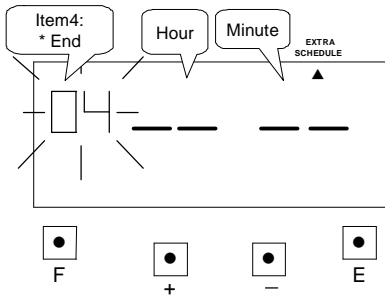 Item4:
* End
Hour
Minute
EXTRA
SCHEDULE
04 -- --
F
+
−
E